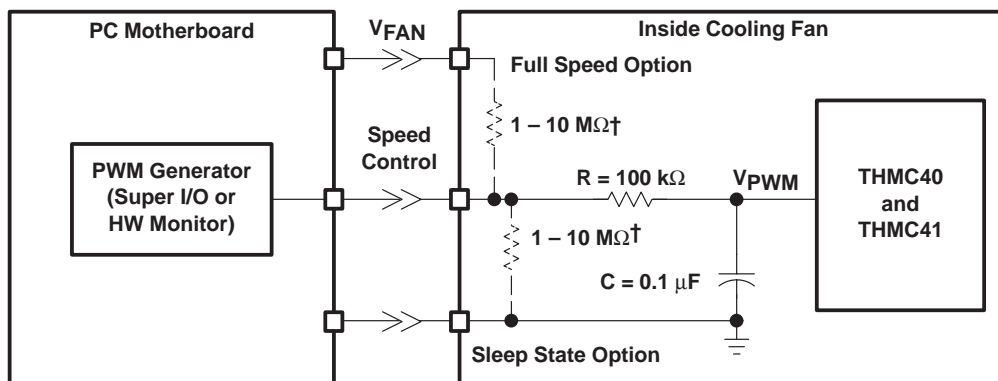 PC Motherboard
VFAN
Inside Cooling Fan
Full Speed Option
1 – 10 MΩ†
Speed
Control
PWM Generator
(Super I/O or
HW Monitor)
R = 100 kΩ
VPWM
THMC40
and
THMC41
1 – 10 MΩ†
C = 0.1 μF
Sleep State Option